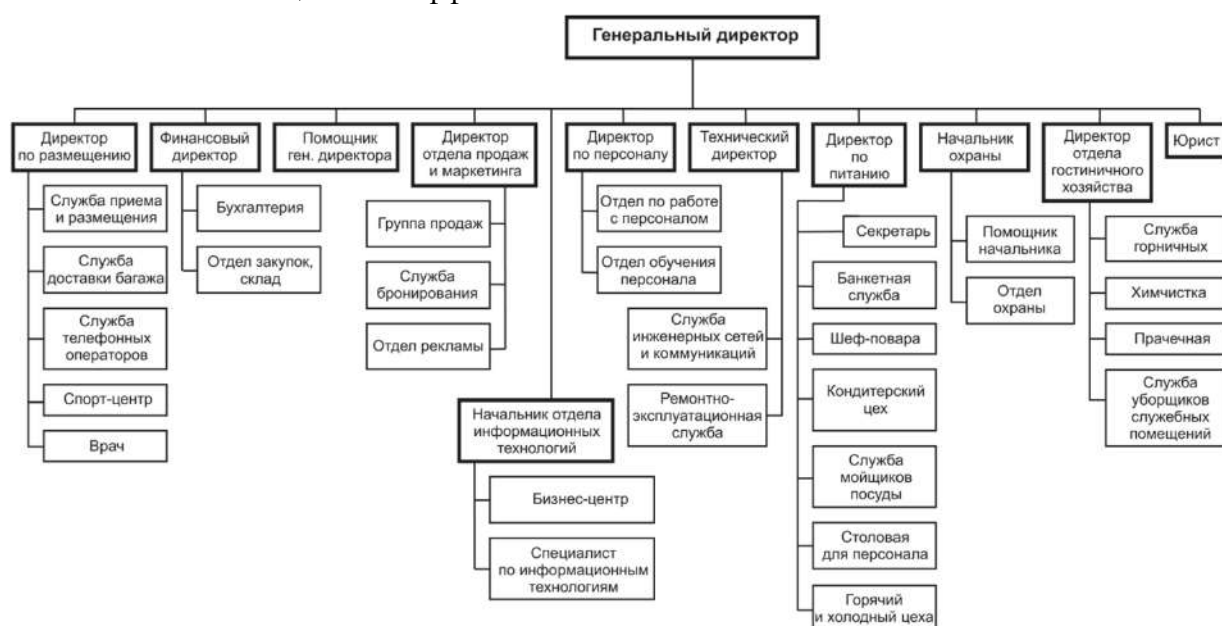 Генеральный директор
Директор
по размещению
Служба приема
и размещения
Служба
доставки багажа
Служба
телефонных
операторов
Спорт-центр
Врач
Финансовый
директор
Бухгалтерия
Отдел закупок,
склад
Помощник
ген. директора
Директор
отдела продаж
и маркетинга
Группа продаж
Служба
бронирования
Отдел рекламы
Начальник отдела
информационных
технологий
Бизнес-центр
Специалист
по информационным
технологиям
Директор
по персоналу
Отдел по работе
с персоналом
Отдел обучения
персонала
Технический
директор
Служба
инженерных сетей
и коммуникаций
Ремонтно-
эксплуатационная
служба
Директор
по
питанию
Секретарь
Банкетная
служба
Шеф-повара
Кондитерский
цех
Служба
мойщиков
посуды
Столовая
для персонала
Горячий
и холодный цеха
Начальник
охраны
Помощник
начальника
Отдел
охраны
Директор
отдела
гостиничного
хозяйства
Служба
горничных
Химчистка
Прачечная
Служба
уборщиков
служебных
помещений
Юрист